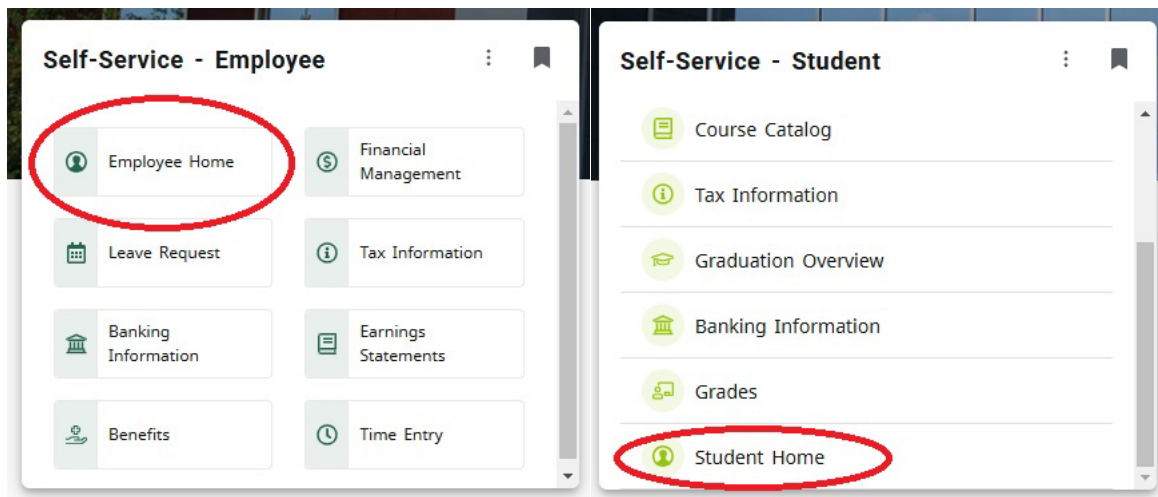 Self-Service - Employee
Employee Home
Financial
Management
Leave Request
Tax Information
Banking
Information
Earnings
Statements
Benefits
Time Entry
Self-Service - Student
Course Catalog
Tax Information
Graduation Overview
Banking Information
Grades
Student Home